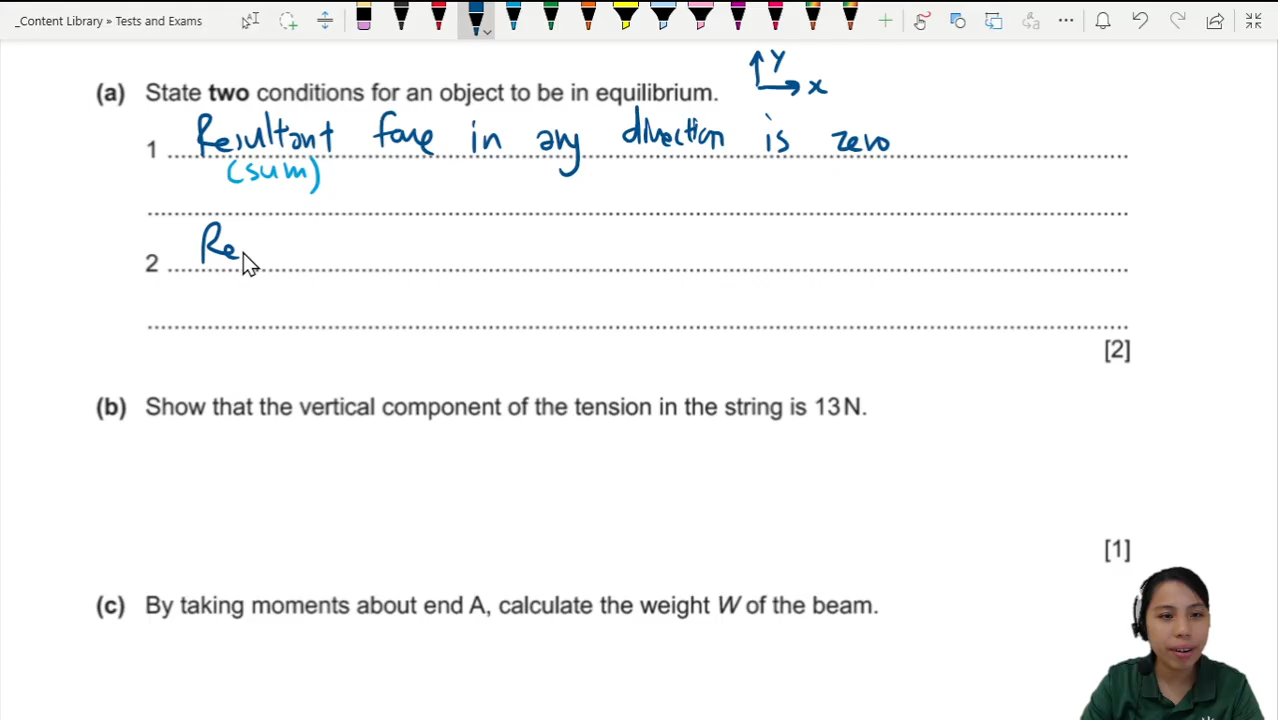 _Content Library » Tests and Exams
(a) State two conditions for an object to be in equilibrium.
Y
x
1 Resultant force in any direction is zero
(sum)
2 Re
[2]
(b) Show that the vertical component of the tension in the string is 13 N.
[1]
(c) By taking moments about end A, calculate the weight W of the beam.